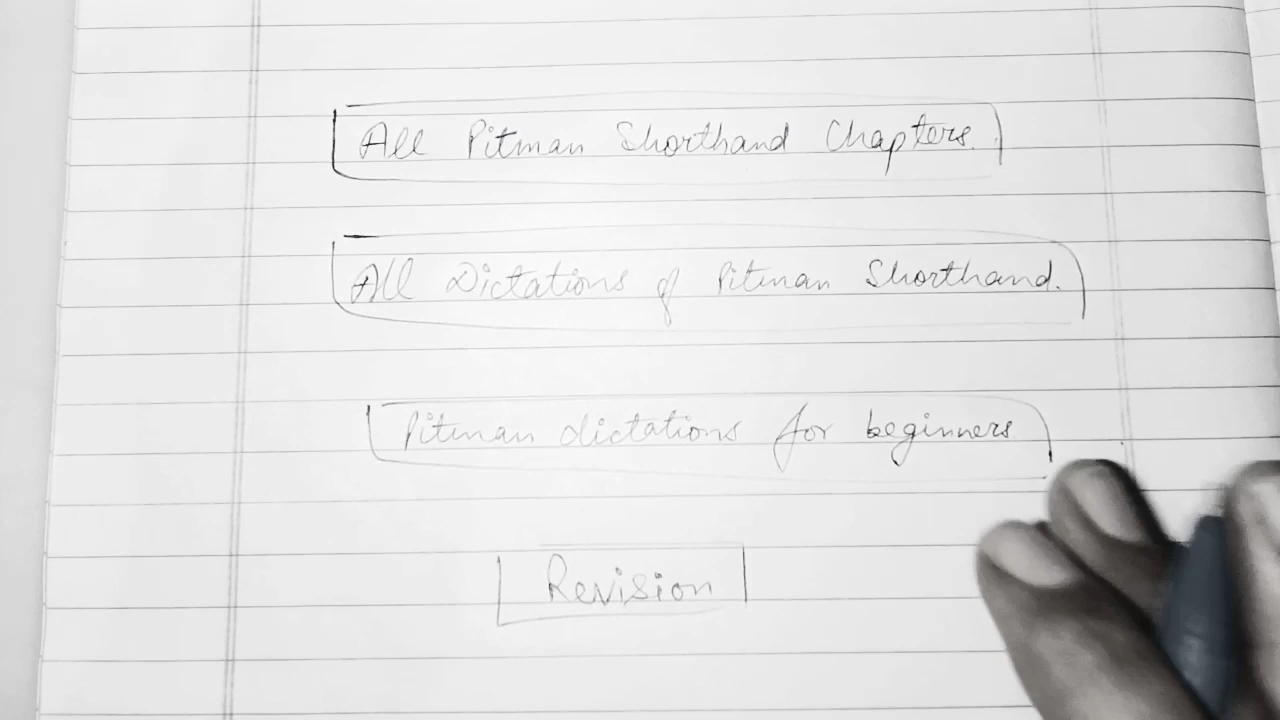 All Pitman Shorthand Chapters.
All Dictations of Pitman Shorthand.
Pitman dictations for beginners
Revision